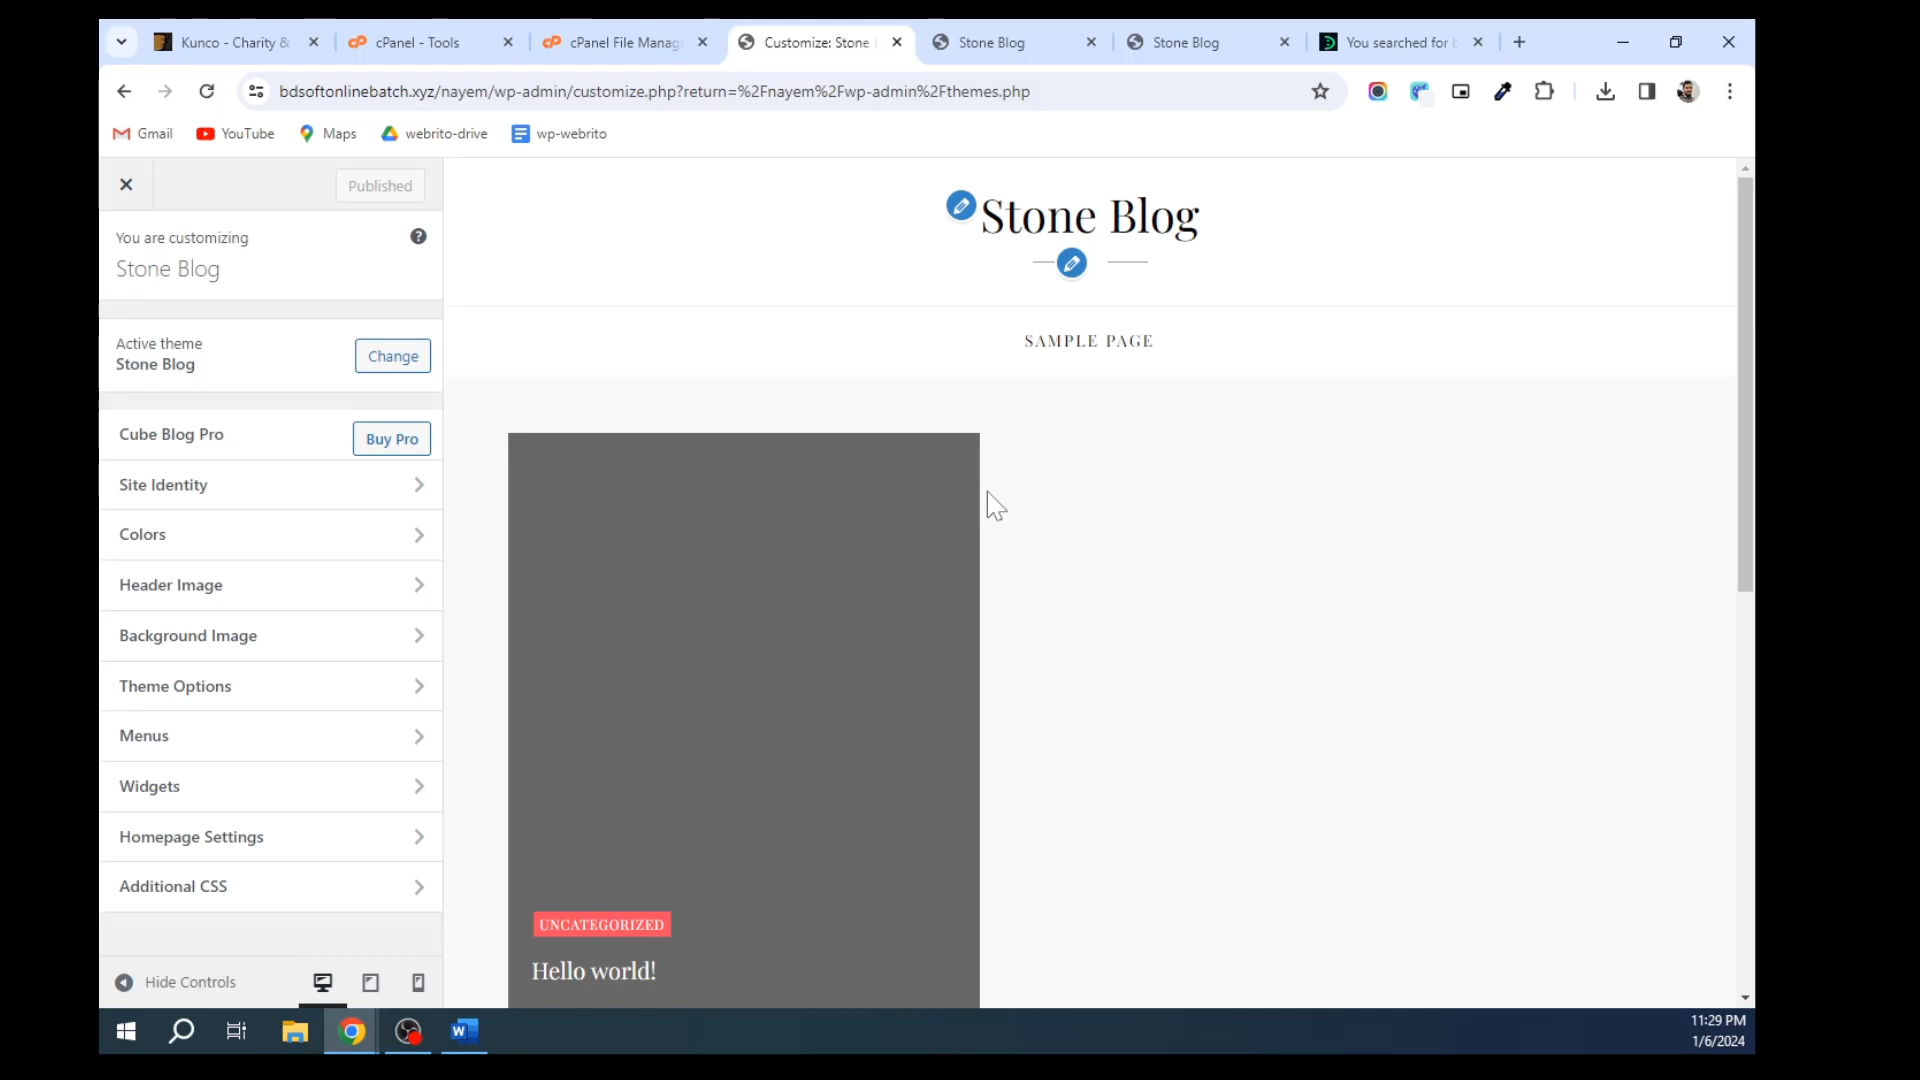 Kunco - Charity &
cPanel - Tools
cPanel File Manag
Customize: Stone
Stone Blog
Stone Blog
You searched for
bdsoftonlinebatch.xyz/nayem/wp-admin/customize.php?return=%2Fnayem%2Fwp-admin%2Fthemes.php
Gmail
YouTube
Maps
webrito-drive
wp-webrito
Published
You are customizing
Stone Blog
Active theme
Stone Blog
Change
Cube Blog Pro
Buy Pro
Site Identity
Colors
Header Image
Background Image
Theme Options
Menus
Widgets
Homepage Settings
Additional CSS
Hide Controls
Stone Blog
SAMPLE PAGE
UNCATEGORIZED
Hello world!
11:29 PM
1/6/2024